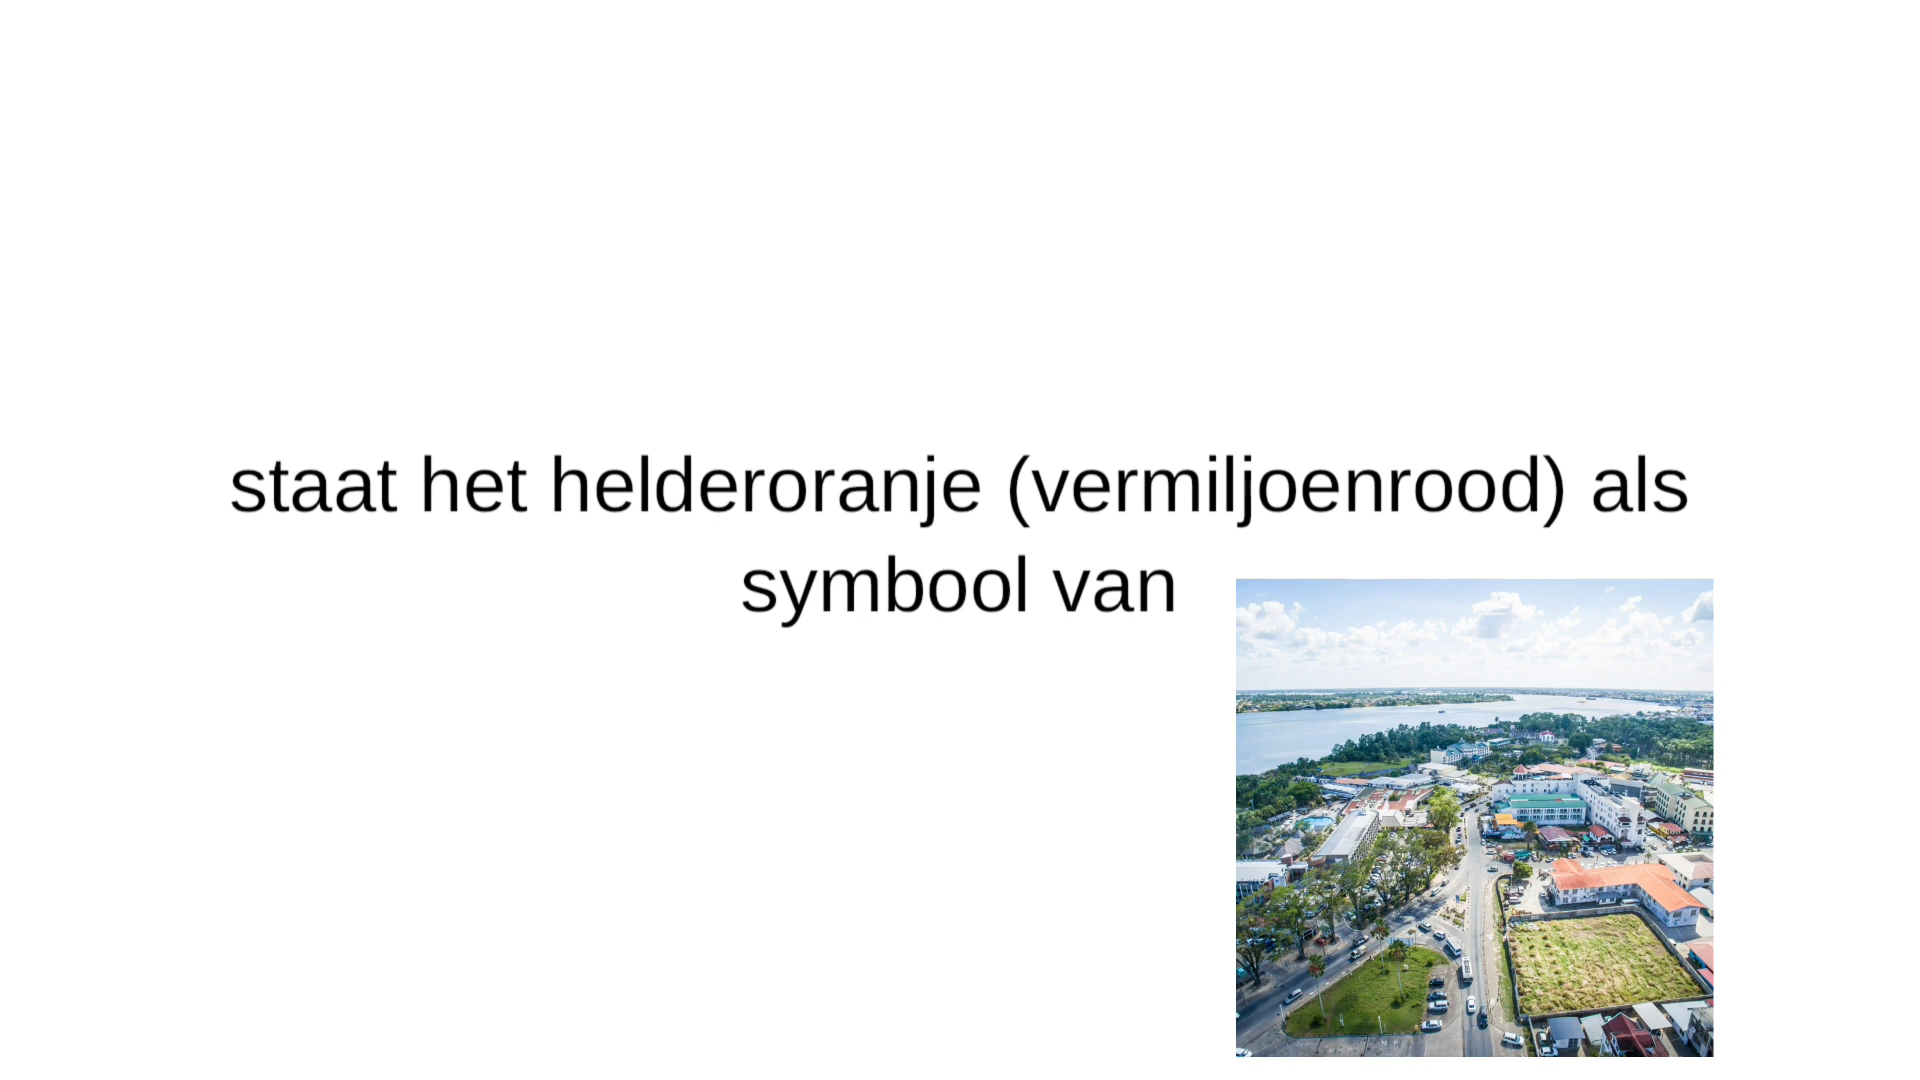 staat het helderoranje (vermiljoenrood) als
symbool van